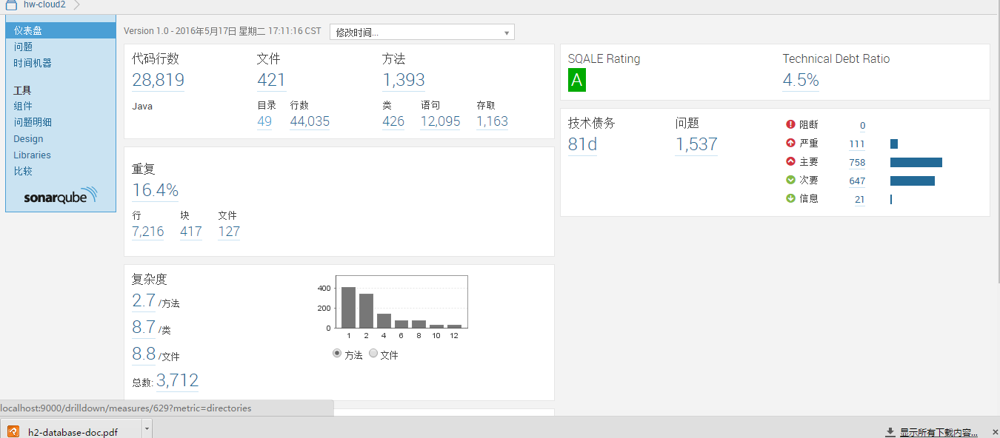 hw-cloud2
仪表盘
问题
时间机器
工具
组件
问题明细
Design
Libraries
比较
sonarqube
Version 1.0 - 2016年5月17日 星期二 17:11:16 CST 修改时间...
代码行数 文件 方法
28,819 421 1,393
Java 目录 行数 类 语句 存取
49 44,035 426 12,095 1,163
重复
16.4%
行 块 文件
7,216 417 127
复杂度
2.7 /方法
8.7 /类
8.8 /文件
总数: 3,712
400
200
0
1 2 4 6 8 10 12
方法 文件
SQALE Rating Technical Debt Ratio
A 4.5%
技术债务 问题
81d 1,537
阻断 0
严重 111
主要 758
次要 647
信息 21
localhost:9000/drilldown/measures/629?metric=directories
h2-database-doc.pdf 显示所有下载内容...